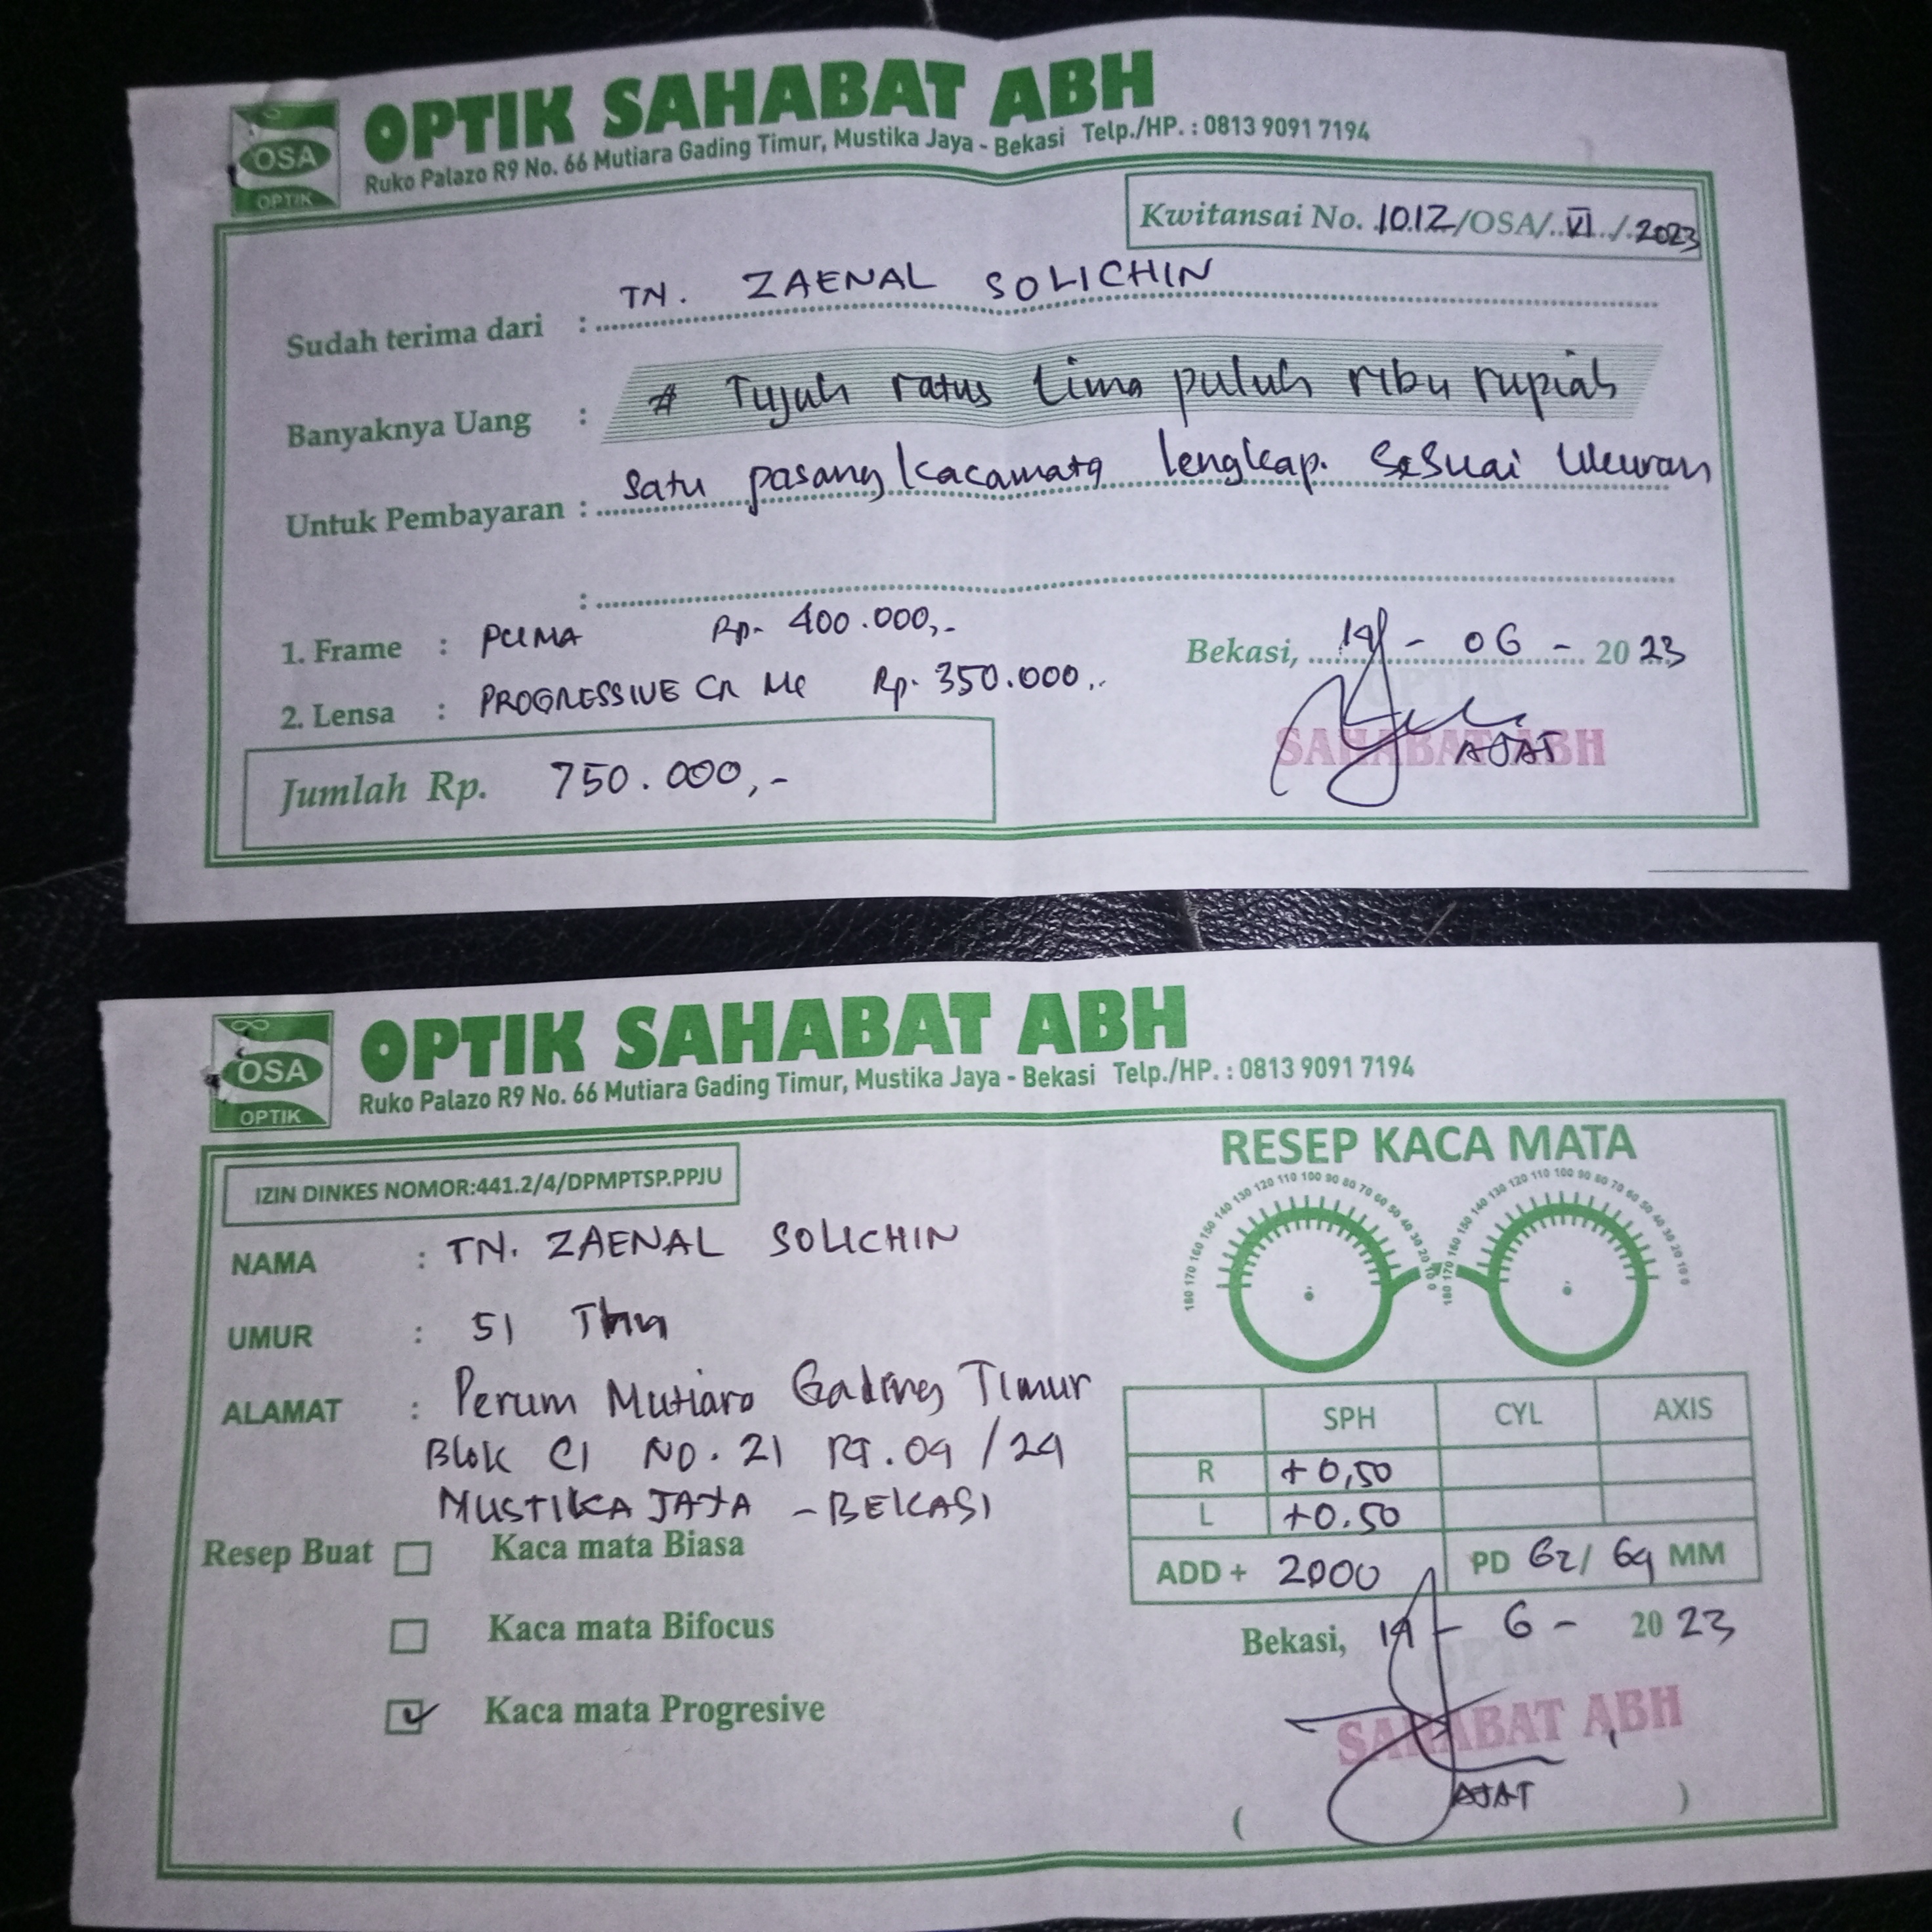 OSA
OPTIK
OPTIK SAHABAT ABH
Ruko Palazo R9 No. 66 Mutiara Gading Timur, Mustika Jaya - Bekasi Telp./HP. : 0813 9091 7194
Kwitansai No. 1012/OSA/..VI../.2023
Sudah terima dari : TN. ZAENAL SOLICHIN
Banyaknya Uang : # Tujuh ratus lima puluh ribu rupiah
Untuk Pembayaran : Satu pasang kacamata lengkap. Sesuai Ukuran
:
1. Frame : PUMA Rp. 400.000,-
2. Lensa : PROGRESSIVE CR MC Rp. 350.000,-
Jumlah Rp. 750.000,-
Bekasi, - 06 - 2023
OPTIK
SAHABAT ABH
AJAT
OSA
OPTIK
OPTIK SAHABAT ABH
Ruko Palazo R9 No. 66 Mutiara Gading Timur, Mustika Jaya - Bekasi Telp./HP. : 0813 9091 7194
IZIN DINKES NOMOR:441.2/4/DPMPTSP.PPJU
NAMA : TN. ZAENAL SOLICHIN
UMUR : 51 Thn
ALAMAT : Perum Mutiara Gading Timur
Blok C1 NO. 21 RT.09 / 24
MUSTIKA JAYA - BEKASI
Resep Buat Kaca mata Biasa
Kaca mata Bifocus
Kaca mata Progresive
RESEP KACA MATA
180 170 160 150 140 130 120 110 100 90 80 70 60 50 40 30 20 10 0
180 170 160 150 140 130 120 110 100 90 80 70 60 50 40 30 20 10 0
SPH CYL AXIS
R +0,50
L +0.50
ADD + 2000 PD 62/ MM
Bekasi, - 6 - 2023
OPTIK
SAHABAT ABH
( AJAT )